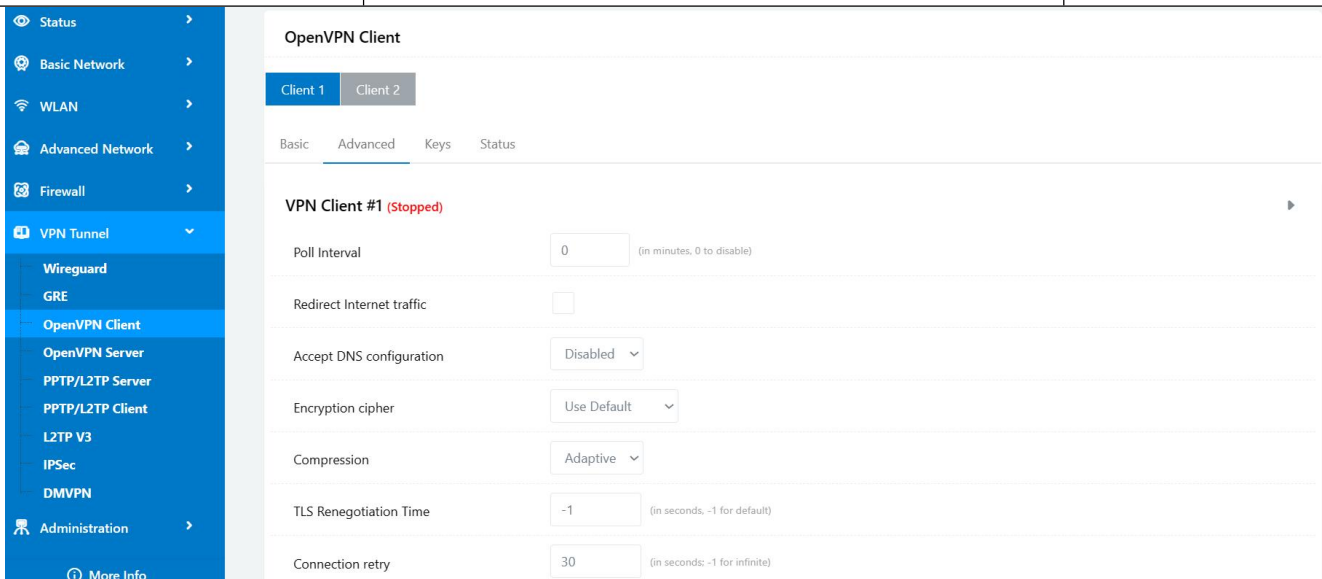 Status
Basic Network
WLAN
Advanced Network
Firewall
VPN Tunnel
Wireguard
GRE
OpenVPN Client
OpenVPN Server
PPTP/L2TP Server
PPTP/L2TP Client
L2TP V3
IPSec
DMVPN
Administration
More Info
OpenVPN Client
Client 1 Client 2
Basic Advanced Keys Status
VPN Client #1 (Stopped)
Poll Interval 0 (in minutes, 0 to disable)
Redirect Internet traffic
Accept DNS configuration Disabled
Encryption cipher Use Default
Compression Adaptive
TLS Renegotiation Time -1 (in seconds, -1 for default)
Connection retry 30 (in seconds; -1 for infinite)